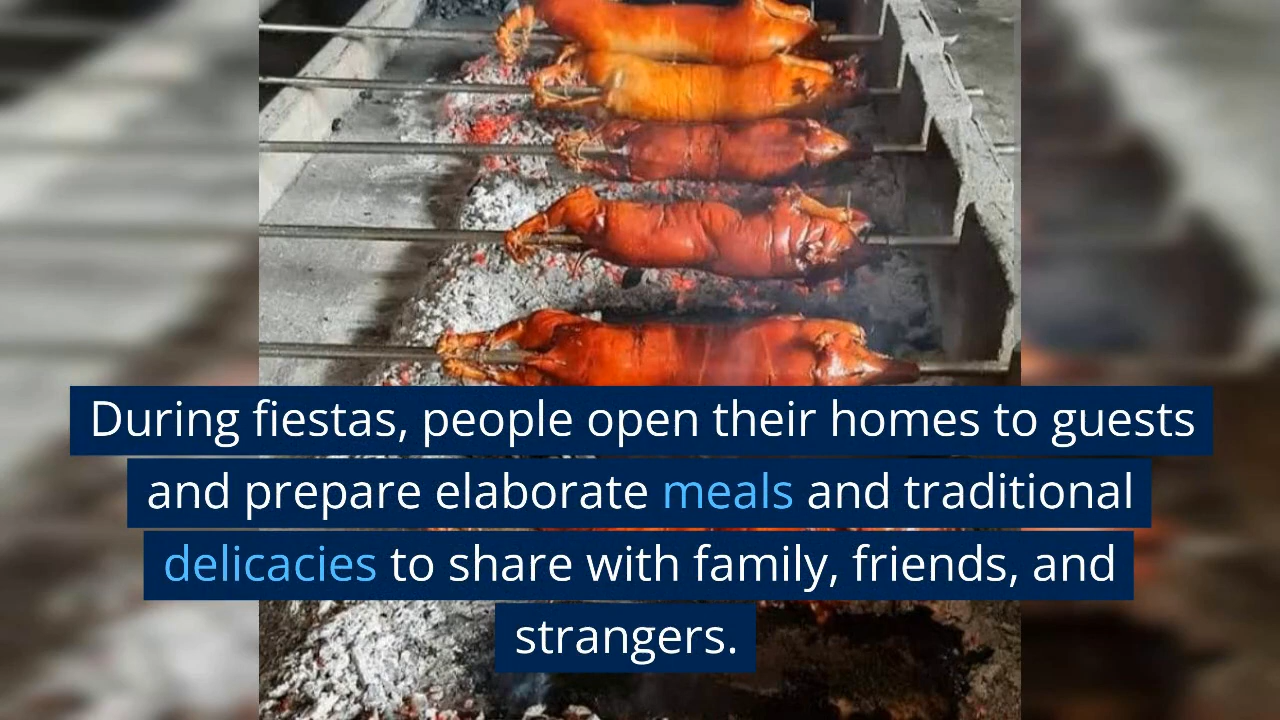 During fiestas, people open their homes to guests
and prepare elaborate meals and traditional
delicacies to share with family, friends, and
strangers.